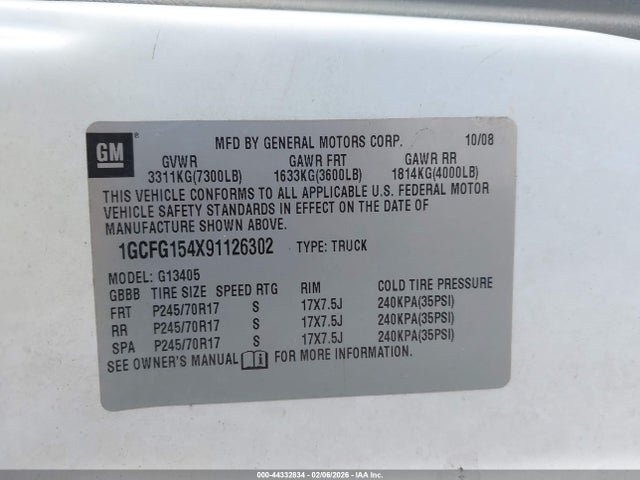 GM ® MFD BY GENERAL MOTORS CORP. 10/08
GVWR GAWR FRT GAWR RR
3311KG(7300LB) 1633KG(3600LB) 1814KG(4000LB)
THIS VEHICLE CONFORMS TO ALL APPLICABLE U.S. FEDERAL MOTOR
VEHICLE SAFETY STANDARDS IN EFFECT ON THE DATE OF
MANUFACTURE SHOWN ABOVE.
1GCFG154X91126302 TYPE: TRUCK
MODEL: G13405
GBBB TIRE SIZE SPEED RTG RIM COLD TIRE PRESSURE
FRT P245/70R17 S 17X7.5J 240KPA(35PSI)
RR P245/70R17 S 17X7.5J 240KPA(35PSI)
SPA P245/70R17 S 17X7.5J 240KPA(35PSI)
SEE OWNER'S MANUAL i FOR MORE INFORMATION.
000-44332834 - 02/06/2026 - IAA Inc.